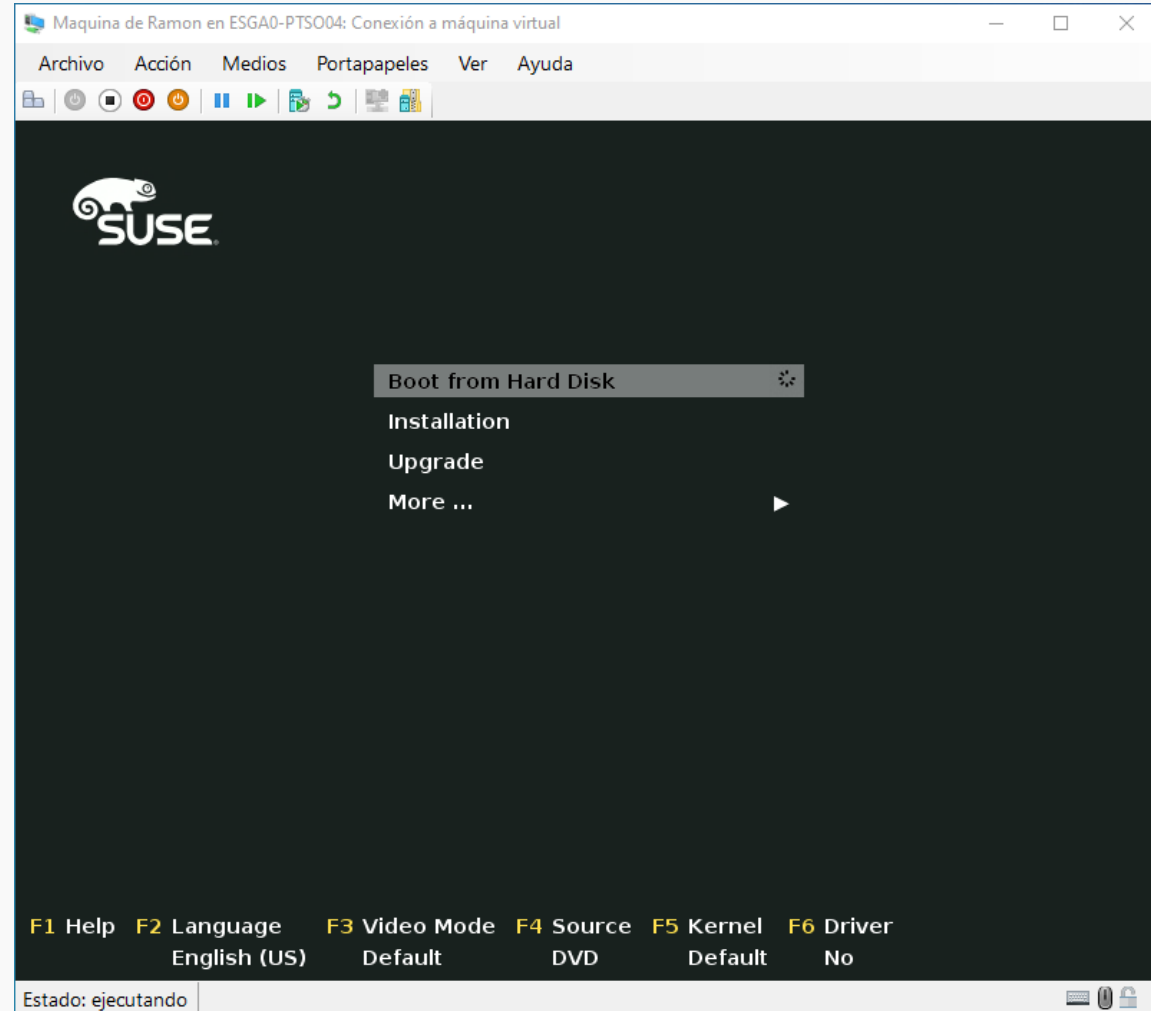 Maquina de Ramon en ESGA0-PTSO04: Conexión a máquina virtual
Archivo Acción Medios Portapapeles Ver Ayuda
SUSE
Boot from Hard Disk
Installation
Upgrade
More ...
F1 Help F2 Language F3 Video Mode F4 Source F5 Kernel F6 Driver
English (US) Default DVD Default No
Estado: ejecutando